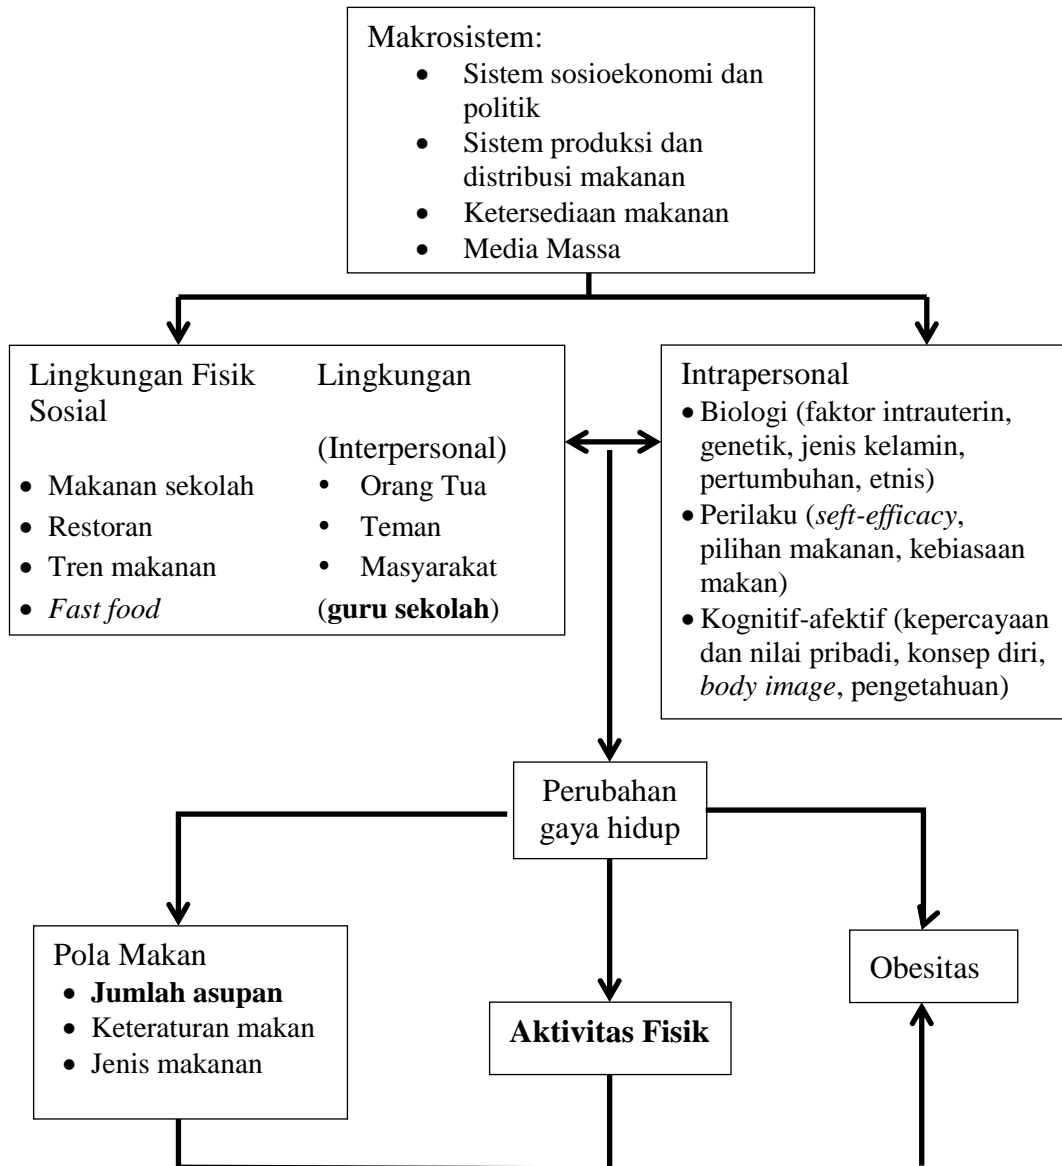 Makrosistem:
• Sistem sosioekonomi dan
politik
• Sistem produksi dan
distribusi makanan
• Ketersediaan makanan
• Media Massa
Lingkungan Fisik Lingkungan
Sosial
(Interpersonal)
• Makanan sekolah • Orang Tua
• Restoran • Teman
• Tren makanan • Masyarakat
• Fast food (guru sekolah)
Intrapersonal
• Biologi (faktor intrauterin,
genetik, jenis kelamin,
pertumbuhan, etnis)
• Perilaku (seft-efficacy,
pilihan makanan, kebiasaan
makan)
• Kognitif-afektif (kepercayaan
dan nilai pribadi, konsep diri,
body image, pengetahuan)
Perubahan
gaya hidup
Pola Makan
• Jumlah asupan
• Keteraturan makan
• Jenis makanan
Aktivitas Fisik
Obesitas